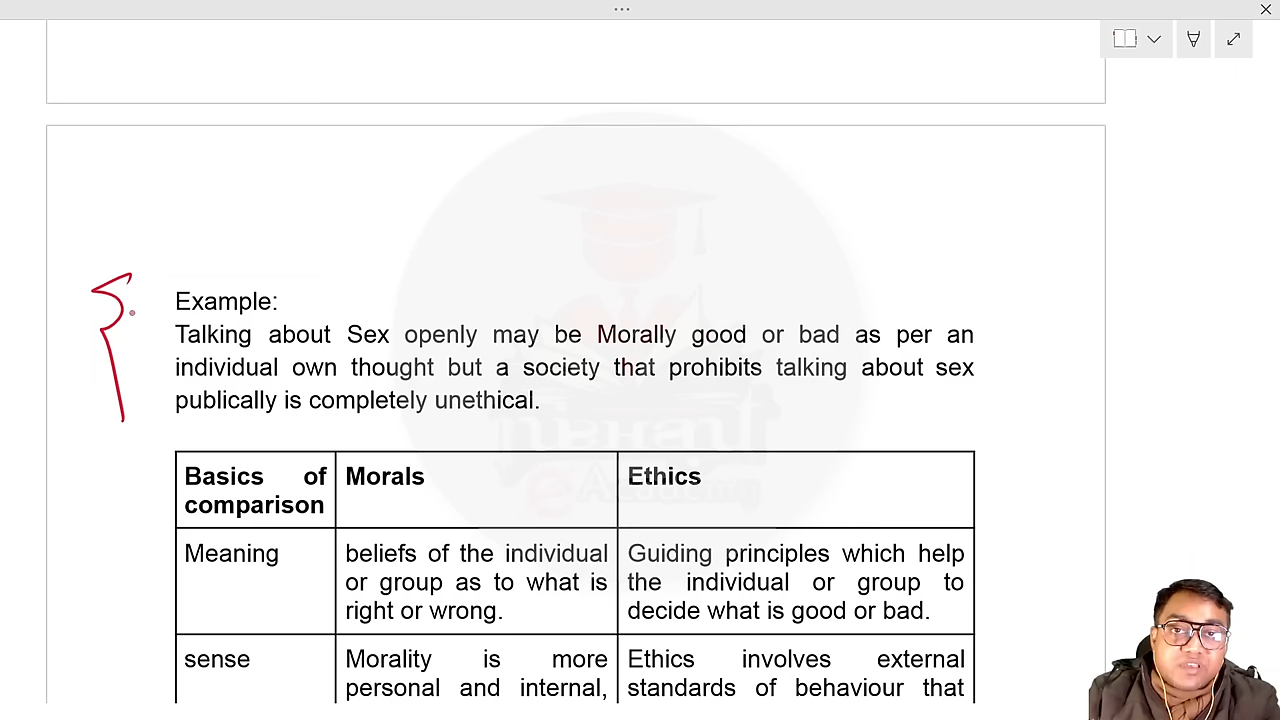 Example:
Talking about Sex openly may be Morally good or bad as per an
individual own thought but a society that prohibits talking about sex
publically is completely unethical.
Basics of comparison
Morals
Ethics
Meaning
beliefs of the individual
or group as to what is
right or wrong.
Guiding principles which help
the individual or group to
decide what is good or bad.
sense
Morality is more
personal and internal,
Ethics involves external
standards of behaviour that